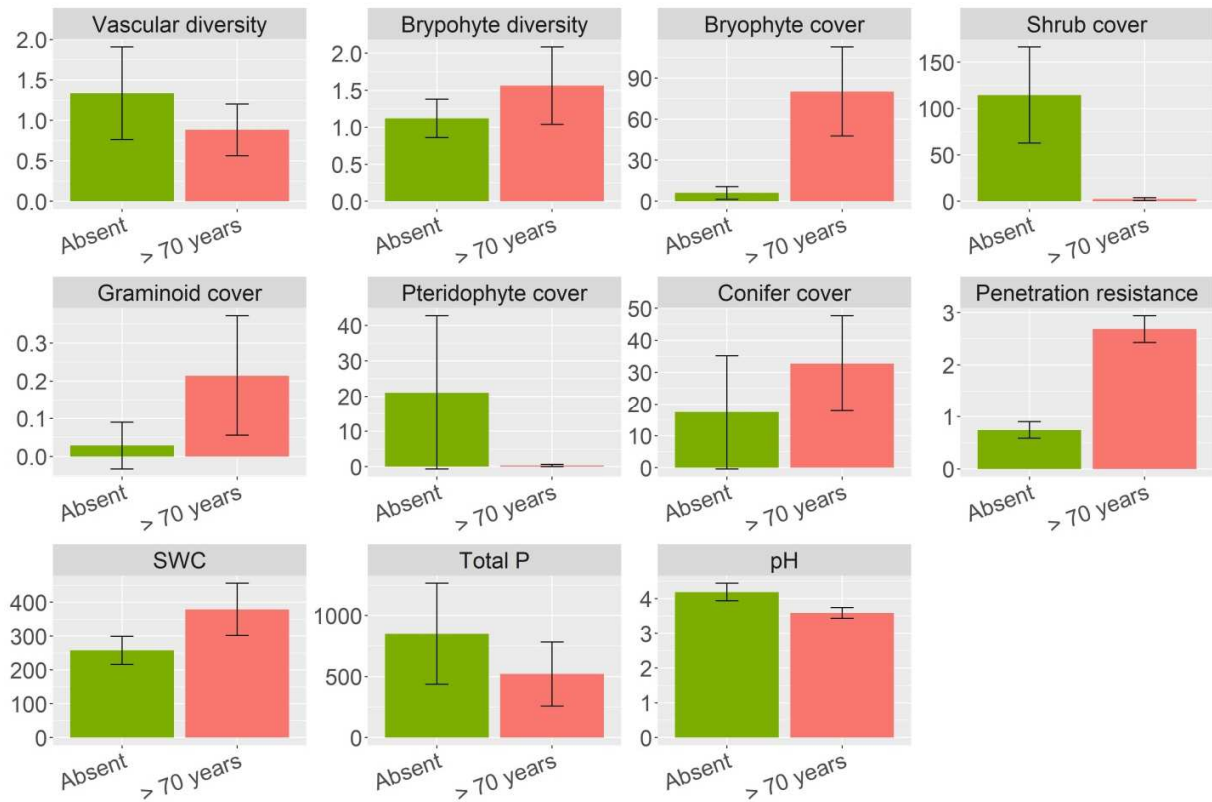 Vascular diversity
2.0
1.5
1.0
0.5
0.0
Absent
> 70 years
Brypohyte diversity
2.0
1.5
1.0
0.5
0.0
Absent
> 70 years
Bryophyte cover
90
60
30
0
Absent
> 70 years
Shrub cover
150
100
50
0
Absent
> 70 years
Graminoid cover
0.3
0.2
0.1
0.0
Absent
> 70 years
Pteridophyte cover
40
30
20
10
0
Absent
> 70 years
Conifer cover
50
40
30
20
10
0
Absent
> 70 years
Penetration resistance
3
2
1
0
Absent
> 70 years
SWC
400
300
200
100
0
Absent
> 70 years
Total P
1000
500
0
Absent
> 70 years
pH
4
3
2
1
0
Absent
> 70 years